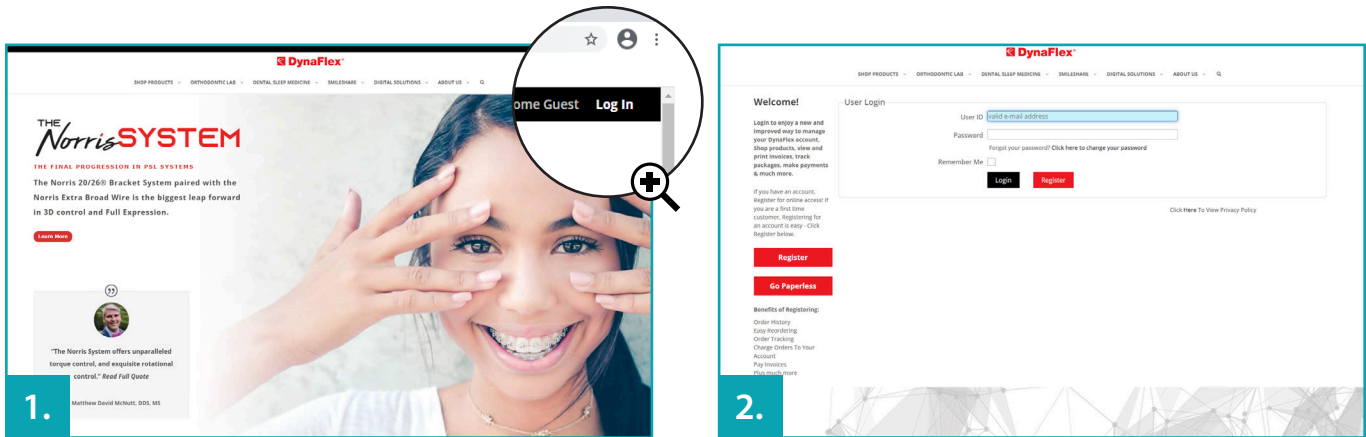 DynaFlex
SHOP PRODUCTS ORTHODONTIC LAB DENTAL SLEEP MEDICINE SMILESHARE DIGITAL SOLUTIONS ABOUT US
ome Guest Log In
THE
Norris SYSTEM
THE FINAL PROGRESSION IN PSL SYSTEMS
The Norris 20/26® Bracket System paired with the
Norris Extra Broad Wire is the biggest leap forward
in 3D control and Full Expression.
Learn More
"The Norris System offers unparalleled
torque control, and exquisite rotational
control." Read Full Quote
Matthew David McNutt, DDS, MS
1.
DynaFlex
SHOP PRODUCTS ORTHODONTIC LAB DENTAL SLEEP MEDICINE SMILESHARE DIGITAL SOLUTIONS ABOUT US
Welcome!
Login to enjoy a new and
improved way to manage
your DynaFlex account.
Shop products, view and
print invoices, track
packages, make payments
& much more.
If you have an account,
Register for online access! If
you are a first time
customer, Registering for
an account is easy - Click
Register below.
Register
Go Paperless
Benefits of Registering:
Order History
Easy Reordering
Order Tracking
Charge Orders To Your
Account
Pay Invoices
Plus much more
User Login
User ID valid e-mail address
Password
Forgot your password? Click here to change your password
Remember Me
Login Register
Click Here To View Privacy Policy
2.